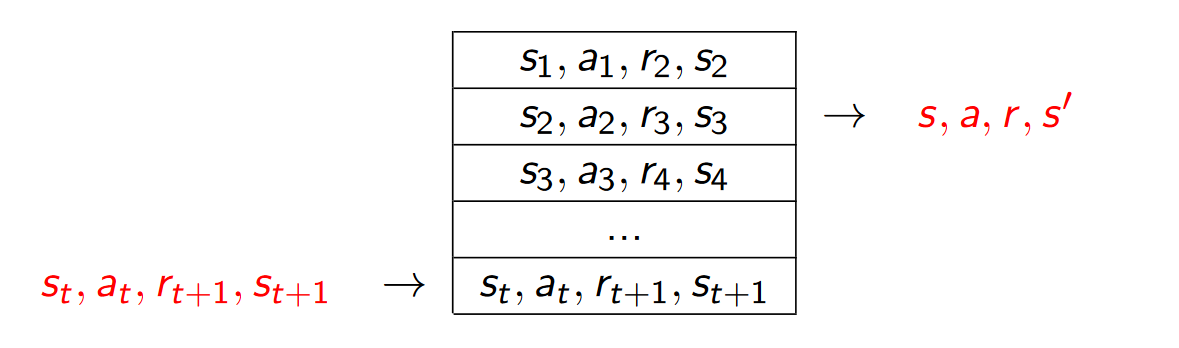 s₁, a₁, r₂, s₂
s₂, a₂, r₃, s₃ → s, a, r, s′
s₃, a₃, r₄, s₄
...
sₜ, aₜ, rₜ₊₁, sₜ₊₁ → sₜ, aₜ, rₜ₊₁, sₜ₊₁